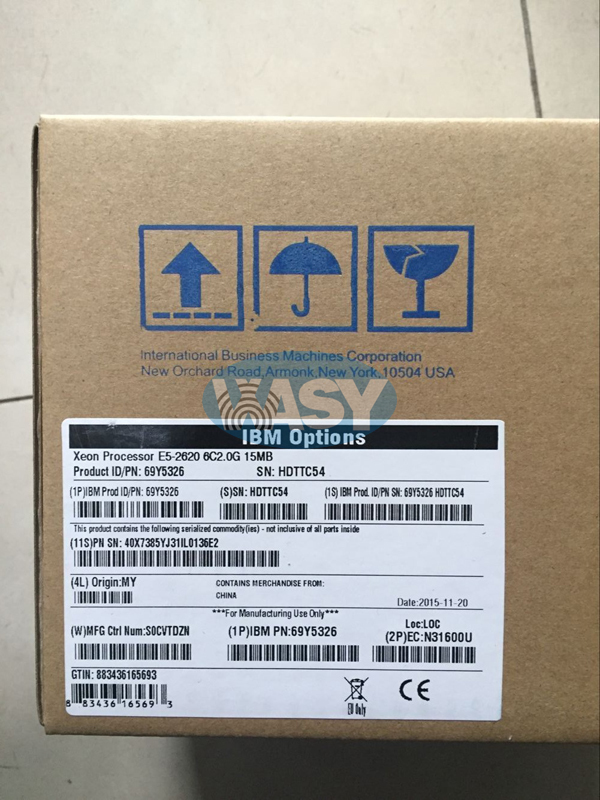 International Business Machines Corporation
New Orchard Road, Armonk, New York, 10504 USA
WASY
IBM Options
Xeon Processor E5-2620 6C2.0G 15MB
Product ID/PN: 69Y5326 SN: HDTTC54
(1P)IBM Prod ID/PN: 69Y5326 (S)SN: HDTTC54 (1S) IBM Prod. ID/PN SN: 69Y5326 HDTTC54
This product contains the following serialized commodity(ies) - not inclusive of all parts inside
(11S)PN SN: 40X7385YJ31IL0136E2
(4L) Origin:MY CONTAINS MERCHANDISE FROM:
CHINA
Date:2015-11-20
***For Manufacturing Use Only***
(W)MFG Ctrl Num:S0CVTDZN (1P)IBM PN:69Y5326 Loc:LOC
(2P)EC:N31600U
GTIN: 883436165693
8 83436 16569 3
EU Only
CE